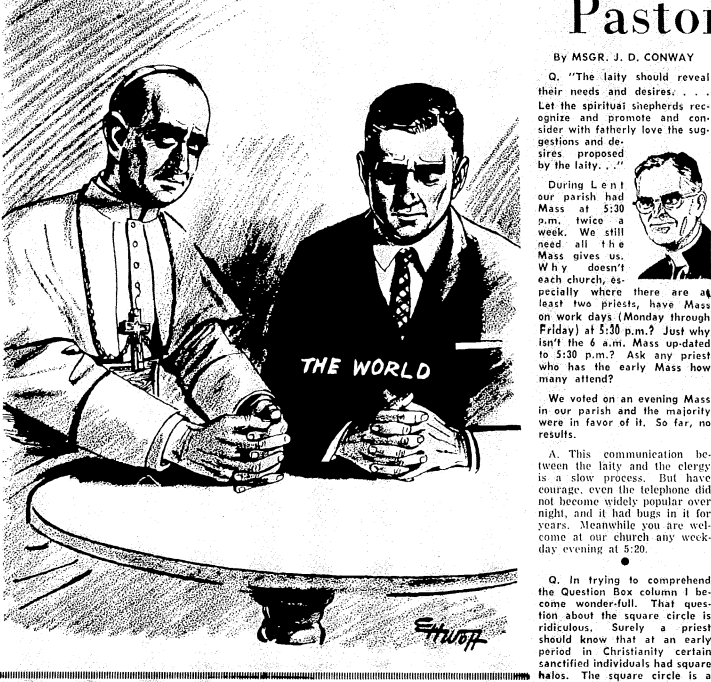 THE WORLD
Pastor
By MSGR. J. D. CONWAY
Q. "The laity should reveal
their needs and desires. . . .
Let the spiritual shepherds rec-
ognize and promote and con-
sider with fatherly love the sug-
gestions and de-
sires proposed
by the laity. . ."
During Lent
our parish had
Mass at 5:30
p.m. twice a
week. We still
need all the
Mass gives us.
Why doesn't
each church, es-
pecially where there are at
least two priests, have Mass
on work days (Monday through
Friday) at 5:30 p.m.? Just why
isn't the 6 a.m. Mass up-dated
to 5:30 p.m.? Ask any priest
who has the early Mass how
many attend?
We voted on an evening Mass
in our parish and the majority
were in favor of it. So far, no
results.
A. This communication be-
tween the laity and the clergy
is a slow process. But have
courage, even the telephone did
not become widely popular over
night, and it had bugs in it for
years. Meanwhile you are wel-
come at our church any week-
day evening at 5:20.
Q. In trying to comprehend
the Question Box column I be-
come wonder-full. That ques-
tion about the square circle is
ridiculous. Surely a priest
should know that at an early
period in Christianity certain
sanctified individuals had square
halos. The square circle is a